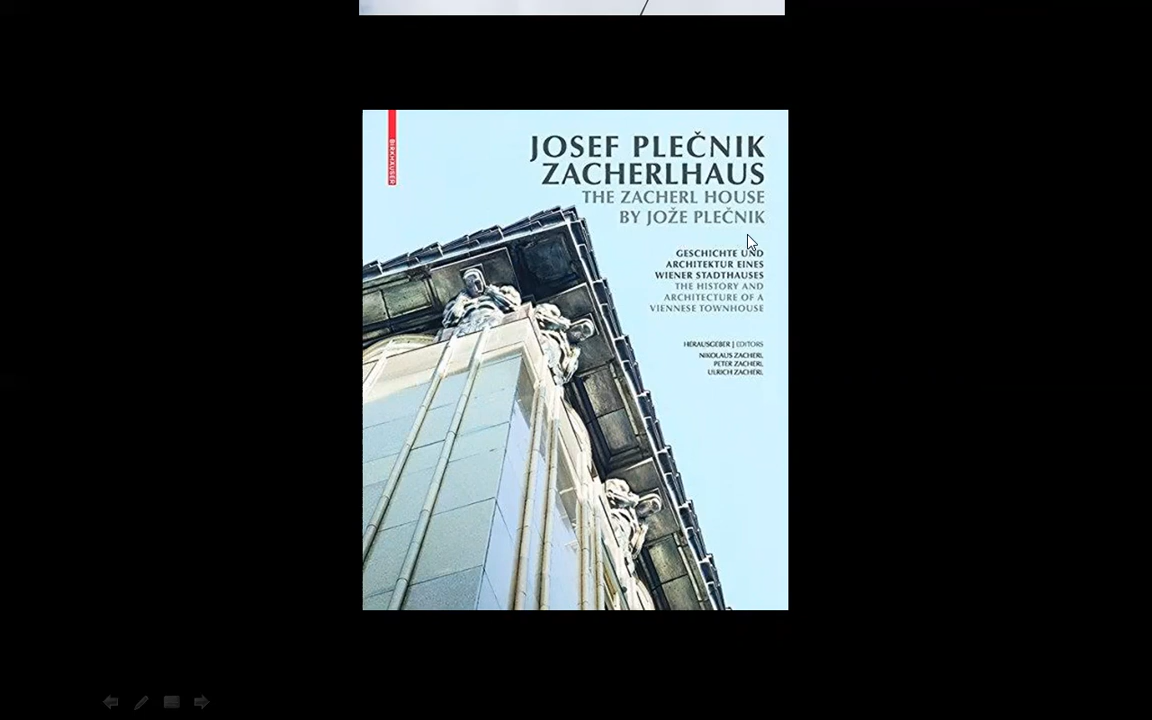 BIRKHÄUSER
JOSEF PLEČNIK
ZACHERLHAUS
THE ZACHERL HOUSE
BY JOŽE PLEČNIK
GESCHICHTE UND
ARCHITEKTUR EINES
WIENER STADTHAUSES
THE HISTORY AND
ARCHITECTURE OF A
VIENNESE TOWNHOUSE
HERAUSGEBER | EDITORS
NIKOLAUS ZACHERL
PETER ZACHERL
ULRICH ZACHERL